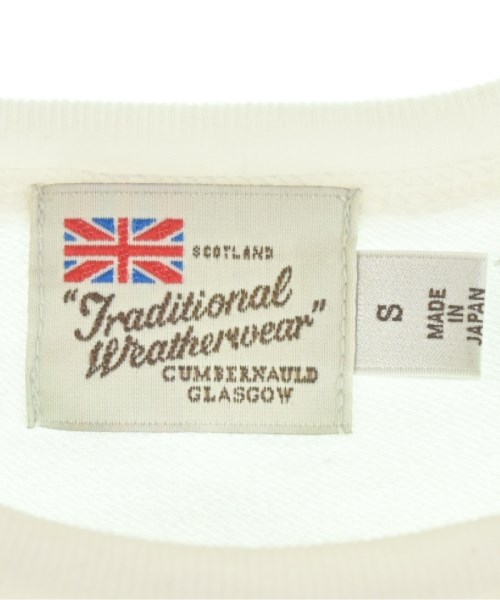 SCOTLAND
"Traditional
Weatherwear"
CUMBERNAULD
GLASGOW
S
MADE
IN
JAPAN